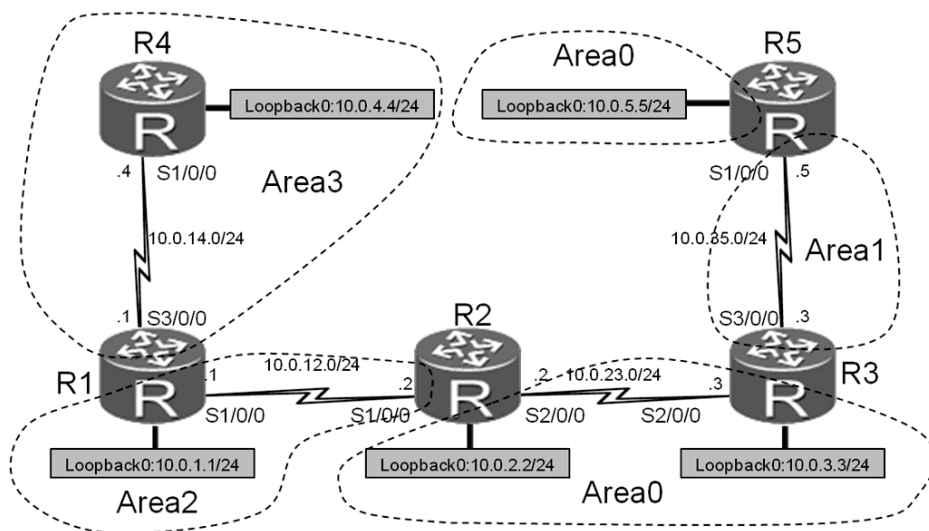 R4
Area0
R5
Loopback0:10.0.4.4/24
Loopback0:10.0.5.5/24
R
R
.4
S1/0/0
Area3
S1/0/0
.5
10.0.14.0/24
10.0.35.0/24
Area1
.1
S3/0/0
R2
S3/0/0
.3
R1
R
.1
10.0.12.0/24
.2
R
.2
10.0.23.0/24
.3
R
R3
S1/0/0
S1/0/0
S2/0/0
S2/0/0
Loopback0:10.0.1.1/24
Loopback0:10.0.2.2/24
Loopback0:10.0.3.3/24
Area2
Area0